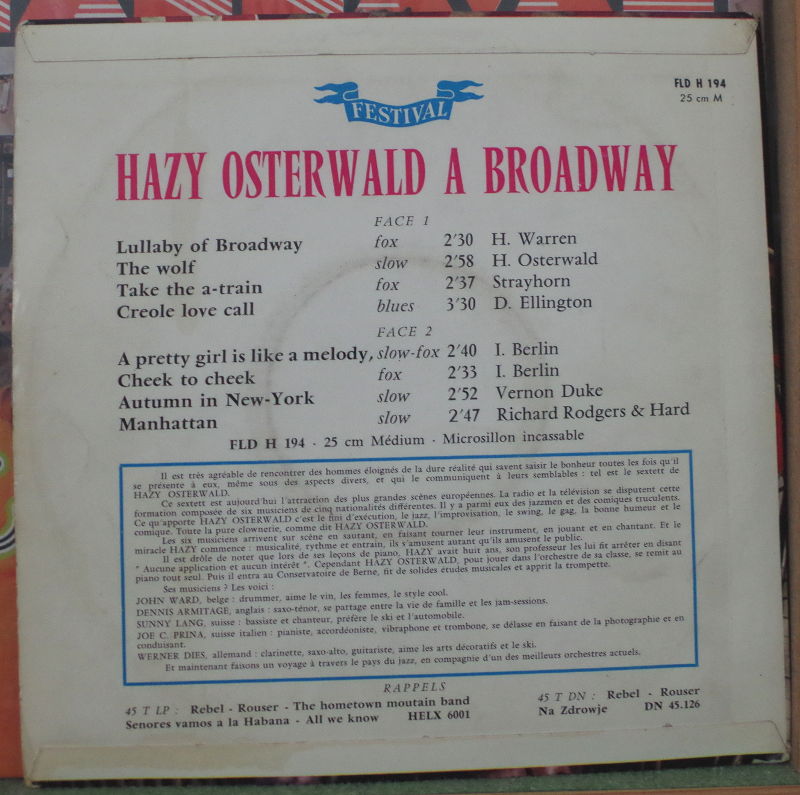 FLD H 194
25 cm M
FESTIVAL
HAZY OSTERWALD A BROADWAY
FACE 1
Lullaby of Broadway fox 2'30 H. Warren
The wolf slow 2'58 H. Osterwald
Take the a-train fox 2'37 Strayhorn
Creole love call blues 3'30 D. Ellington
FACE 2
A pretty girl is like a melody, slow-fox 2'40 I. Berlin
Cheek to cheek fox 2'33 I. Berlin
Autumn in New-York slow 2'52 Vernon Duke
Manhattan slow 2'47 Richard Rodgers & Hard
FLD H 194 - 25 cm Médium - Microsillon incassable
Il est très agréable de rencontrer des hommes éloignés de la dure réalité qui savent saisir le bonheur toutes les fois qu'il
se présente à eux, même sous des aspects divers, et qui le communiquent à leurs semblables : tel est le sextett de
HAZY OSTERWALD.
Ce sextett est aujourd'hui l'attraction des plus grandes scènes européennes. La radio et la télévision se disputent cette
formation composée de six musiciens de cinq nationalités différentes. Il y a parmi eux des jazzmen et des comiques truculents.
Ce qu'apporte HAZY OSTERWALD c'est le fini d'exécution, le jazz, l'improvisation, le swing, le gag, la bonne humeur et le
comique. Toute la pure clownerie, comme dit HAZY OSTERWALD.
Les six musiciens arrivent sur scène en sautant, en faisant tourner leur instrument, en jouant et en chantant. Et le
miracle HAZY commence : musicalité, rythme et entrain, ils s'amusent autant qu'ils amusent le public.
Il est drôle de noter que lors de ses leçons de piano, HAZY avait huit ans, son professeur les lui fit arrêter en disant
" Aucune application et aucun intérêt ". Cependant HAZY OSTERWALD, pour jouer dans l'orchestre de sa classe, se remit au
piano tout seul. Puis il entra au Conservatoire de Berne, fit de solides études musicales et apprit la trompette.
Ses musiciens ? Les voici :
JOHN WARD, belge : drummer, aime le vin, les femmes, le style cool.
DENNIS ARMITAGE, anglais : saxo-ténor, se partage entre la vie de famille et les jam-sessions.
SUNNY LANG, suisse : bassiste et chanteur, préfère le ski et l'automobile.
JOE C. PRINA, suisse italien : pianiste, accordéoniste, vibraphone et trombone, se délasse en faisant de la photographie et en
conduisant.
WERNER DIES, allemand : clarinette, saxo-alto, guitariste, aime les arts décoratifs et le ski.
Et maintenant faisons un voyage à travers le pays du jazz, en compagnie d'un des meilleurs orchestres actuels.
RAPPELS
45 T LP : Rebel - Rouser - The hometown moutain band
Senores vamos a la Habana - All we know HELX 6001
45 T DN : Rebel - Rouser
Na Zdrowje DN 45.126